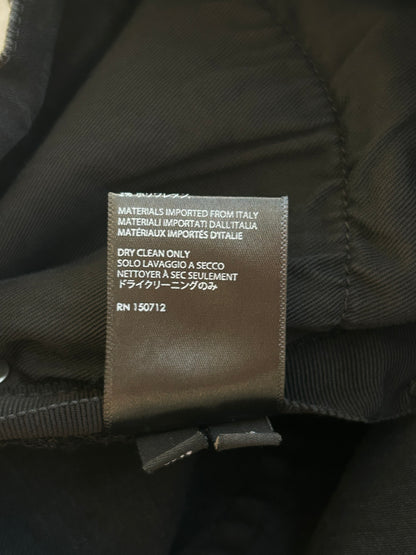 MATERIALS IMPORTED FROM ITALY
MATERIALI IMPORTATI DALL'ITALIA
MATÉRIAUX IMPORTÉS D'ITALIE
DRY CLEAN ONLY
SOLO LAVAGGIO A SECCO
NETTOYER À SEC SEULEMENT
ドライクリーニングのみ
RN 150712